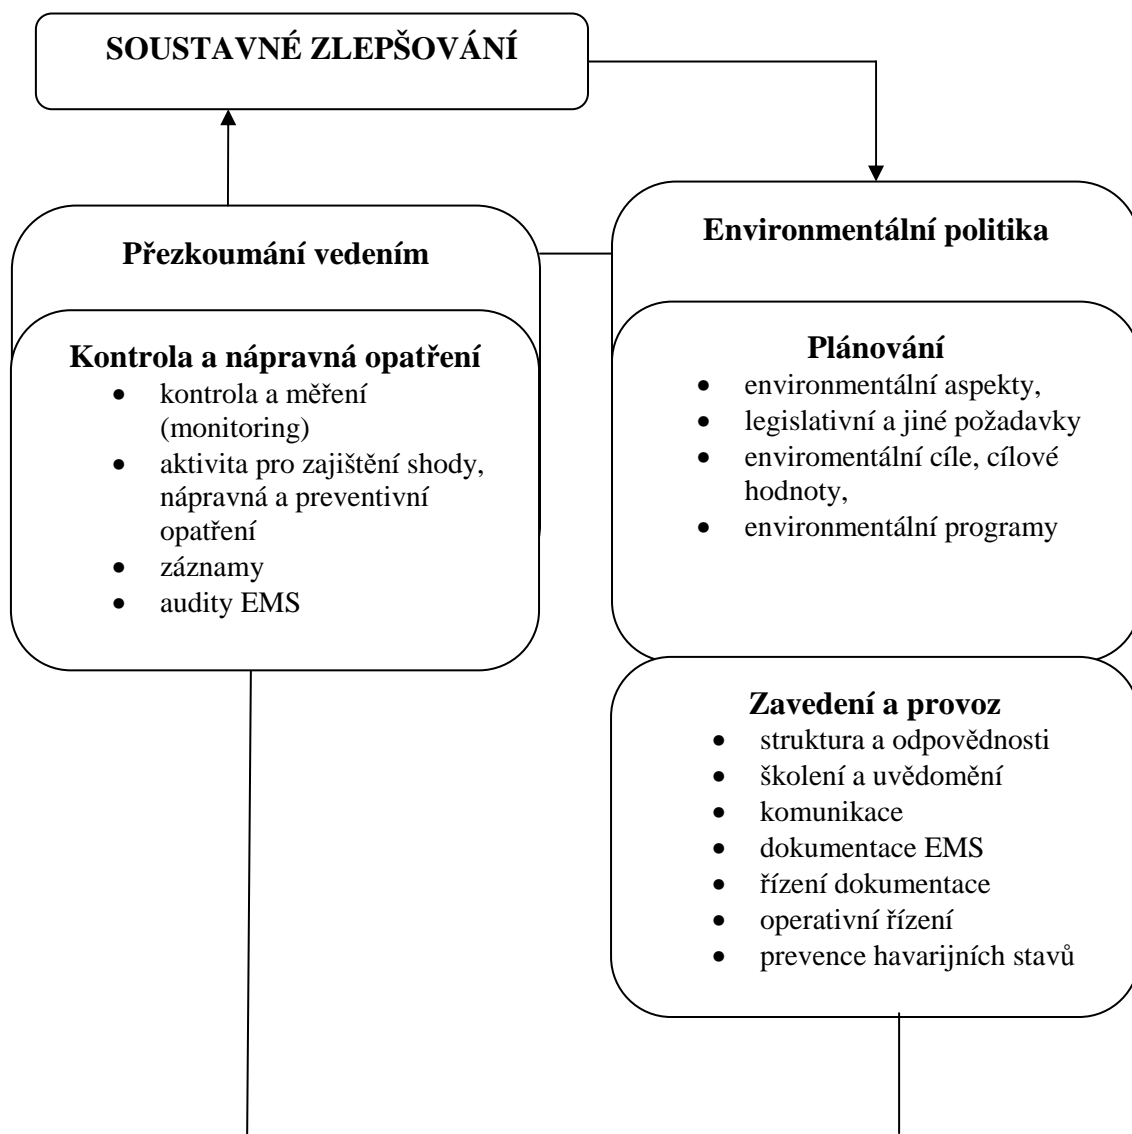 SOUSTAVNÉ ZLEPŠOVÁNÍ
Přezkoumání vedením
Kontrola a nápravná opatření
• kontrola a měření
(monitoring)
• aktivita pro zajištění shody,
nápravná a preventivní
opatření
• záznamy
• audity EMS
Environmentální politika
Plánování
• environmentální aspekty,
• legislativní a jiné požadavky
• enviromentální cíle, cílové
hodnoty,
• environmentální programy
Zavedení a provoz
• struktura a odpovědnosti
• školení a uvědomění
• komunikace
• dokumentace EMS
• řízení dokumentace
• operativní řízení
• prevence havarijních stavů